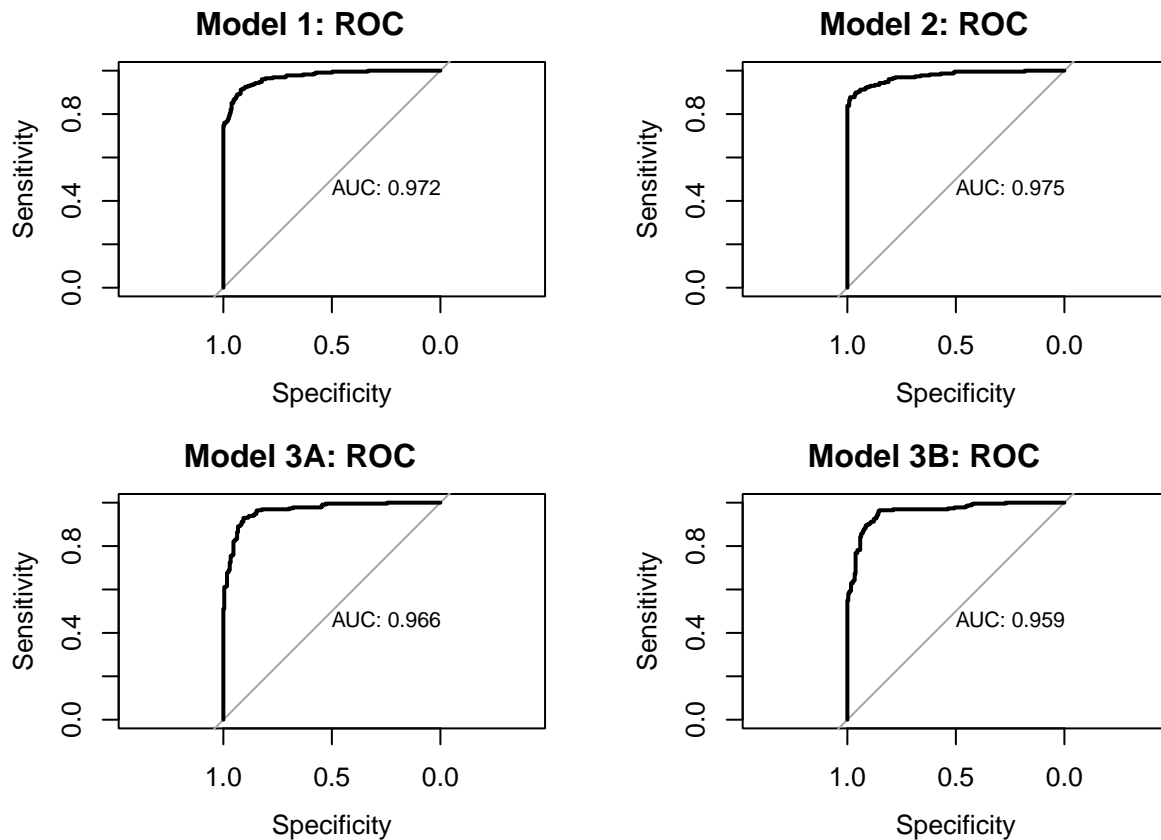 Model 1: ROC
Sensitivity
0.0
0.4
0.8
AUC: 0.972
1.0
0.5
0.0
Specificity
Model 2: ROC
Sensitivity
0.0
0.4
0.8
AUC: 0.975
1.0
0.5
0.0
Specificity
Model 3A: ROC
Sensitivity
0.0
0.4
0.8
AUC: 0.966
1.0
0.5
0.0
Specificity
Model 3B: ROC
Sensitivity
0.0
0.4
0.8
AUC: 0.959
1.0
0.5
0.0
Specificity